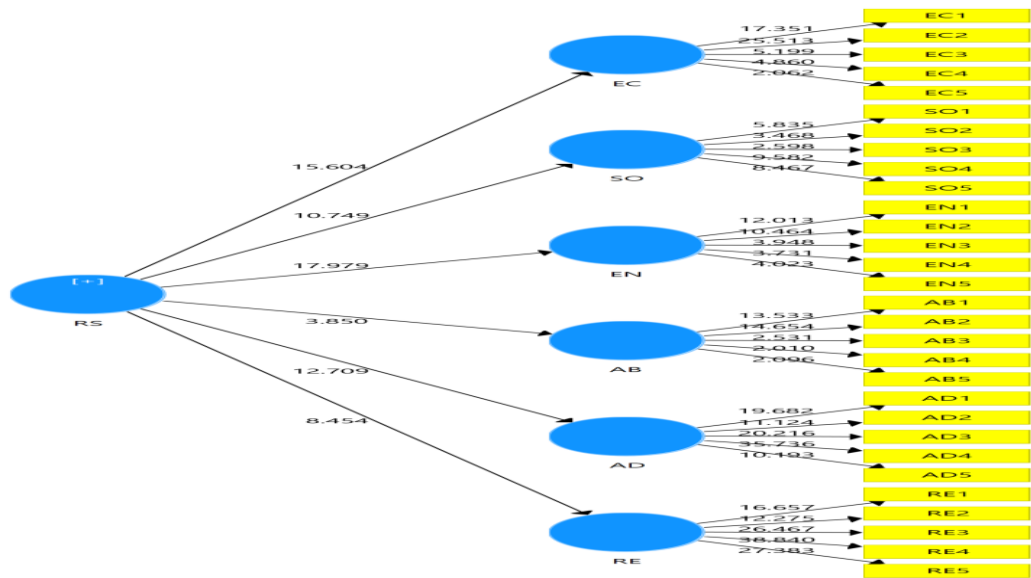 EC1
17.351
EC2
25.513
EC3
5.199
EC4
4.860
2.062
EC
EC5
SO1
5.835
SO2
3.468
SO3
2.598
15.604
9.582
SO4
8.467
SO
SO5
EN1
10.749
12.013
EN2
10.464
EN3
3.948
17.979
3.731
EN4
4.023
EN
[+]
EN5
RS
3.850
AB1
13.533
AB2
14.654
AB3
2.531
2.010
AB4
2.096
AB
12.709
AB5
AD1
19.682
AD2
11.124
8.454
20.216
AD3
35.736
AD4
10.193
AD
AD5
RE1
16.657
RE2
12.275
RE3
26.467
38.840
RE4
27.383
RE
RE5